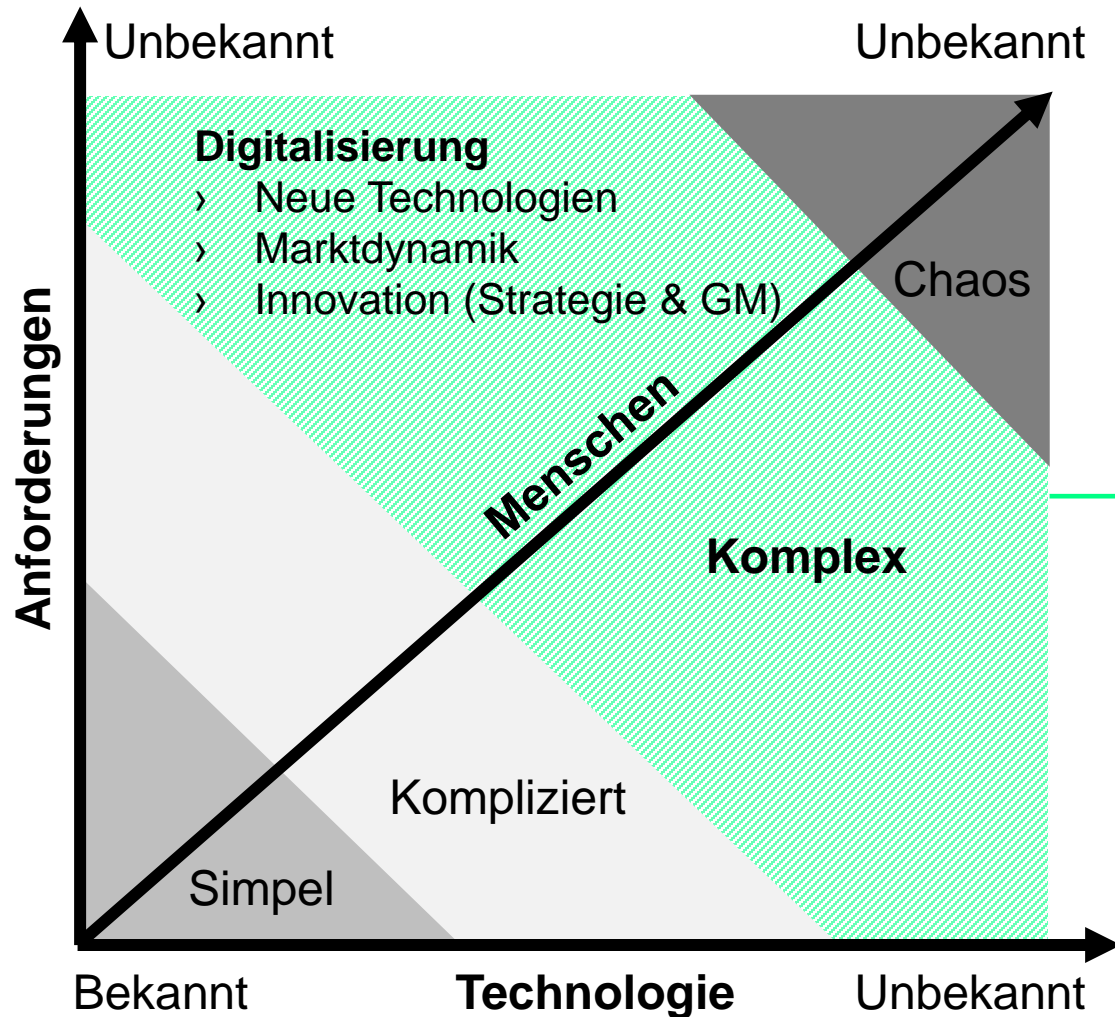 Unbekannt
Unbekannt
Digitalisierung
› Neue Technologien
› Marktdynamik
› Innovation (Strategie & GM)
Chaos
Anforderungen
Menschen
Komplex
Kompliziert
Simpel
Bekannt
Technologie
Unbekannt